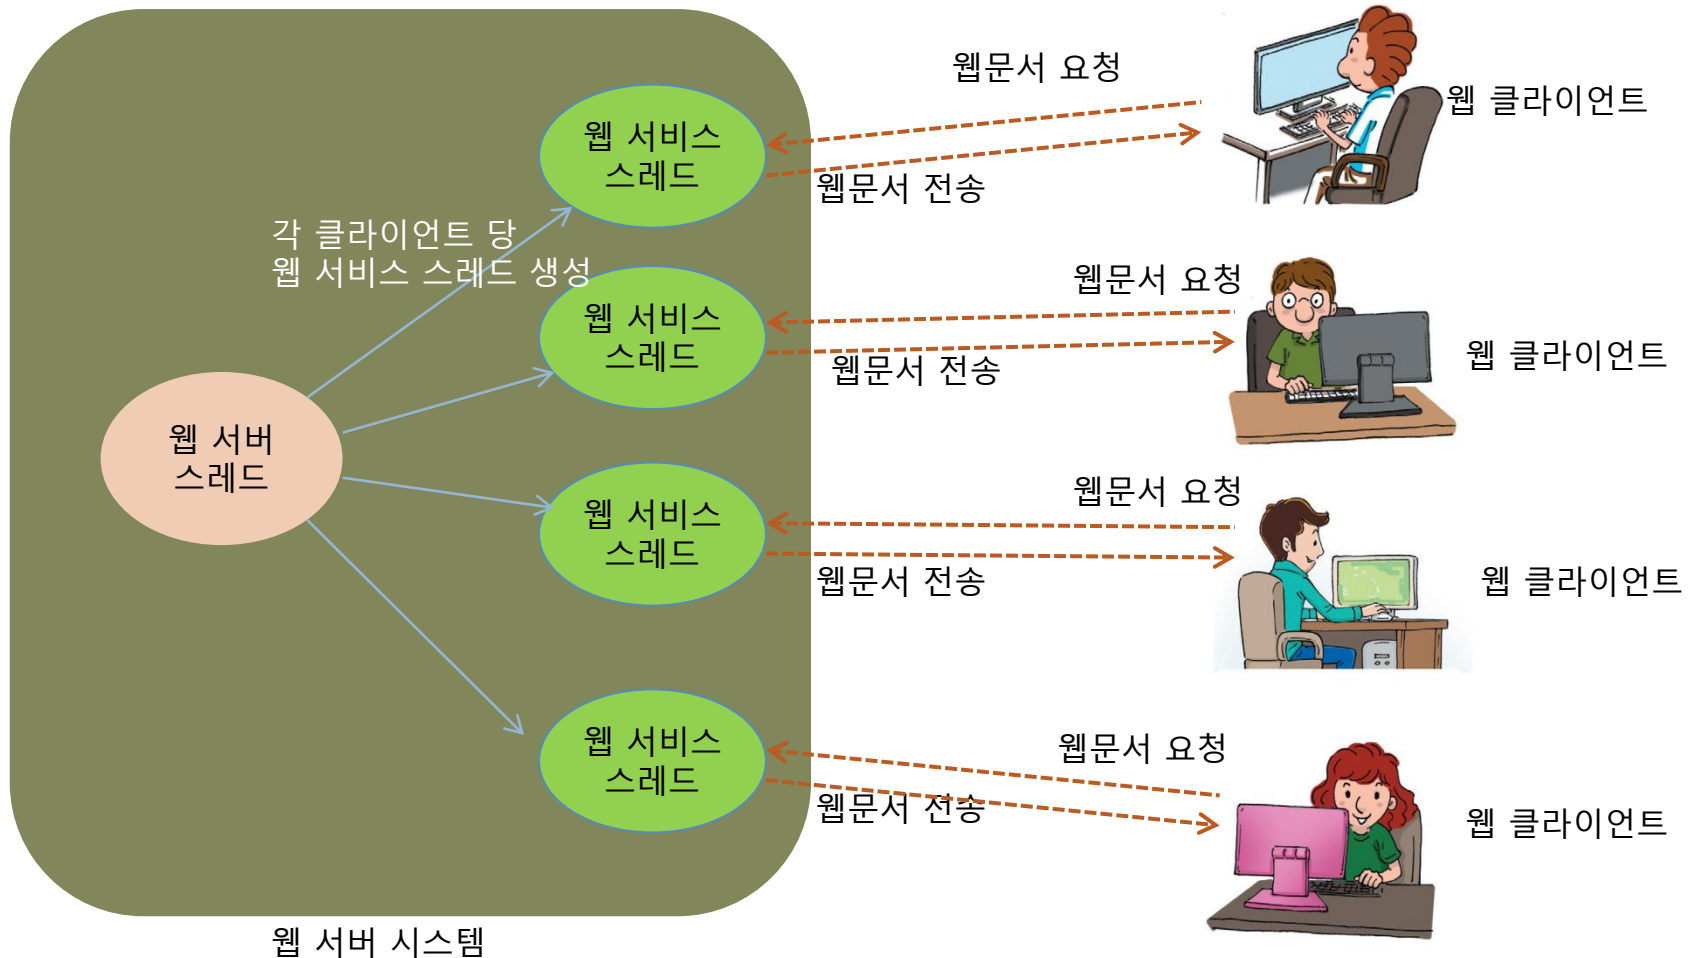 웹문서 요청
웹 클라이언트
웹 서비스
스레드
웹문서 전송
각 클라이언트 당
웹 서비스 스레드 생성
웹문서 요청
웹 서비스
스레드
웹문서 전송
웹 클라이언트
웹 서버
스레드
웹문서 요청
웹 서비스
스레드
웹문서 전송
웹 클라이언트
웹문서 요청
웹 서비스
스레드
웹문서 전송
웹 클라이언트
웹 서버 시스템